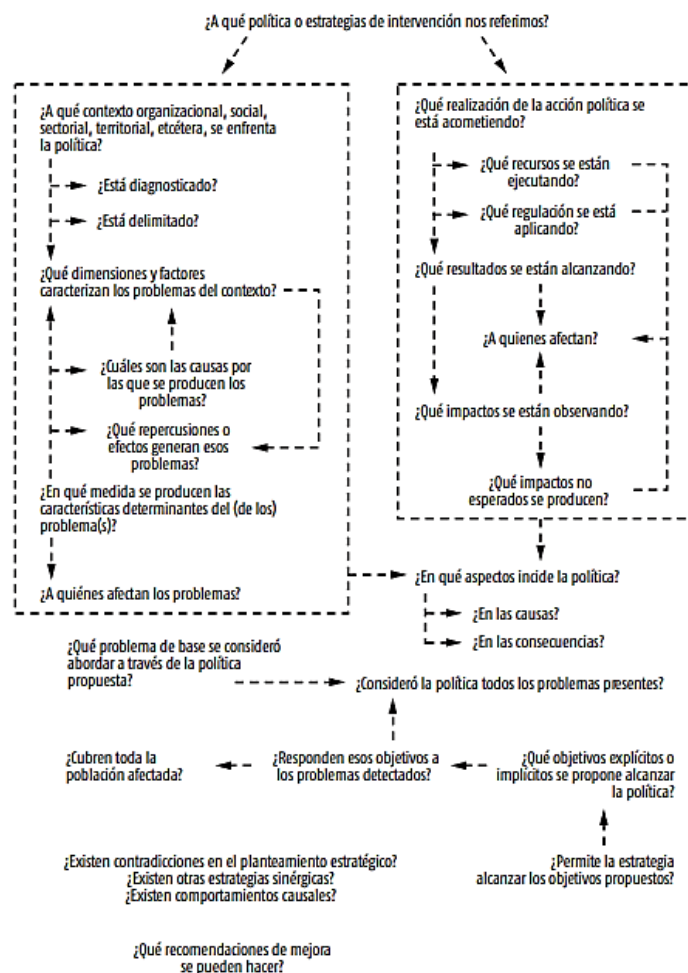 ¿A qué política o estrategias de intervención nos referimos?
¿A qué contexto organizacional, social,
sectorial, territorial, etcétera, se enfrenta
la política?
¿Está diagnosticado?
¿Está delimitado?
¿Qué dimensiones y factores
caracterizan los problemas del contexto?
¿Cuáles son las causas por
las que se producen los
problemas?
¿Qué repercusiones o
efectos generan esos
problemas?
¿En qué medida se producen las
características determinantes del (de los)
problema(s)?
¿A quiénes afectan los problemas?
¿Qué realización de la acción política se
está acometiendo?
¿Qué recursos se están
ejecutando?
¿Qué regulación se está
aplicando?
¿Qué resultados se están alcanzando?
¿A quienes afectan?
¿Qué impactos se están observando?
¿Qué impactos no
esperados se producen?
¿En qué aspectos incide la política?
¿En las causas?
¿En las consecuencias?
¿Qué problema de base se consideró
abordar a través de la política
propuesta?
¿Consideró la política todos los problemas presentes?
¿Cubren toda la
población afectada?
¿Responden esos objetivos a
los problemas detectados?
¿Qué objetivos explícitos o
implícitos se propone alcanzar
la política?
¿Existen contradicciones en el planteamiento estratégico?
¿Existen otras estrategias sinérgicas?
¿Existen comportamientos causales?
¿Permite la estrategia
alcanzar los objetivos propuestos?
¿Qué recomendaciones de mejora
se pueden hacer?